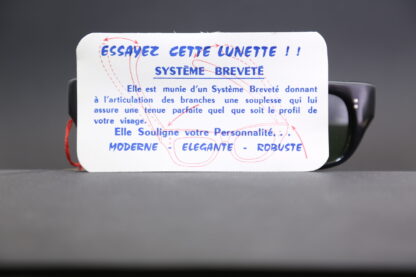 ESSAYEZ CETTE LUNETTE ! !
SYSTÈME BREVETÉ
Elle est munie d'un Système Breveté donnant
à l'articulation des branches une souplesse qui lui
assure une tenue parfaite quel que soit le profil de
votre visage.
Elle Souligne votre Personnalité. . .
MODERNE - ELEGANTE - ROBUSTE